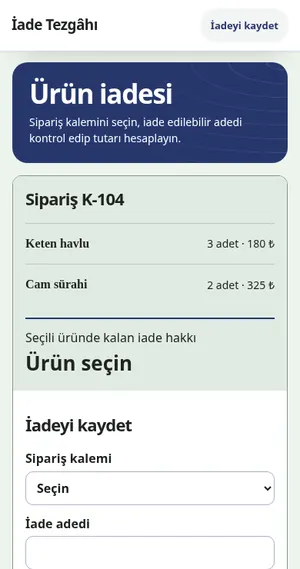 İade Tezgâhı
İadeyi kaydet
Ürün iadesi
Sipariş kalemini seçin, iade edilebilir adedi
kontrol edip tutarı hesaplayın.
Sipariş K-104
Keten havlu
3 adet · 180 ₺
Cam sürahi
2 adet · 325 ₺
Seçili üründe kalan iade hakkı
Ürün seçin
İadeyi kaydet
Sipariş kalemi
Seçin
İade adedi